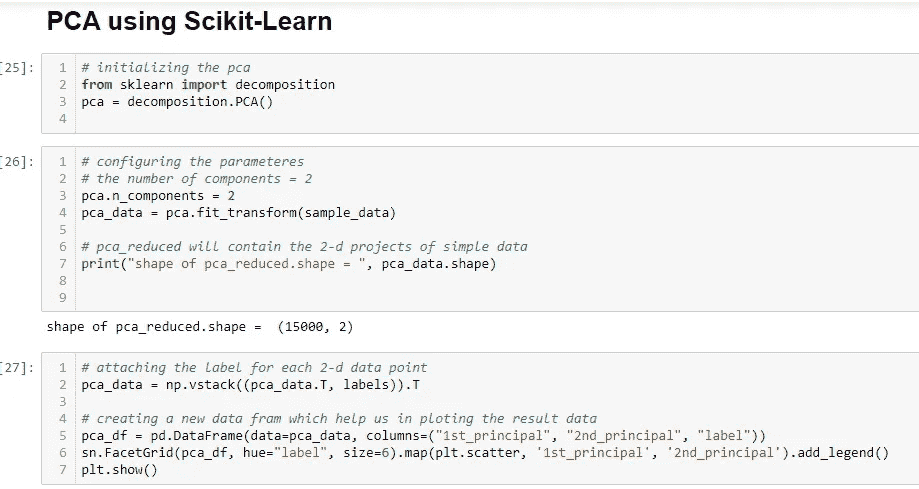 PCA using Scikit-Learn
[25]:
1 # initializing the pca
2 from sklearn import decomposition
3 pca = decomposition.PCA()
4
[26]:
1 # configuring the parameteres
2 # the number of components = 2
3 pca.n_components = 2
4 pca_data = pca.fit_transform(sample_data)
5
6 # pca_reduced will contain the 2-d projects of simple data
7 print("shape of pca_reduced.shape = ", pca_data.shape)
8
9
shape of pca_reduced.shape =  (15000, 2)
[27]:
1 # attaching the label for each 2-d data point
2 pca_data = np.vstack((pca_data.T, labels)).T
3
4 # creating a new data fram which help us in ploting the result data
5 pca_df = pd.DataFrame(data=pca_data, columns=("1st_principal", "2nd_principal", "label"))
6 sn.FacetGrid(pca_df, hue="label", size=6).map(plt.scatter, '1st_principal', '2nd_principal').add_legend()
7 plt.show()